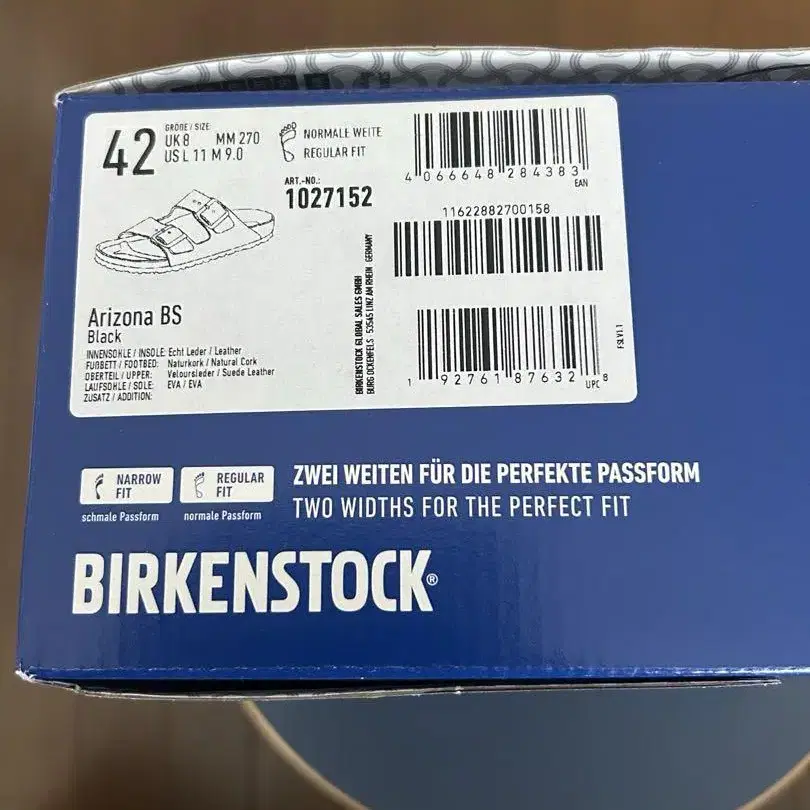 42
GRÖDE / SIZE
UK 8 MM 270
US L 11 M 9.0
NORMALE WEITE
REGULAR FIT
ART.-NO.:
1027152
4 066648 284383
EAN
11622882700158
Arizona BS
Black
INNENSOHLE / INSOLE: Echt Leder / Leather
FUßBETT / FOOTBED: Naturkork / Natural Cork
OBERTEIL / UPPER: Veloursleder / Suede Leather
LAUFSOHLE / SOLE: EVA / EVA
ZUSATZ / ADDITION:
BIRKENSTOCK GLOBAL SALES GMBH
BURG OCKENFELS 53545 LINZ AM RHEIN GERMANY
1 92761 87632 8
UPC
FSLV1.1
NARROW
FIT
schmale Passform
REGULAR
FIT
normale Passform
ZWEI WEITEN FÜR DIE PERFEKTE PASSFORM
TWO WIDTHS FOR THE PERFECT FIT
BIRKENSTOCK®